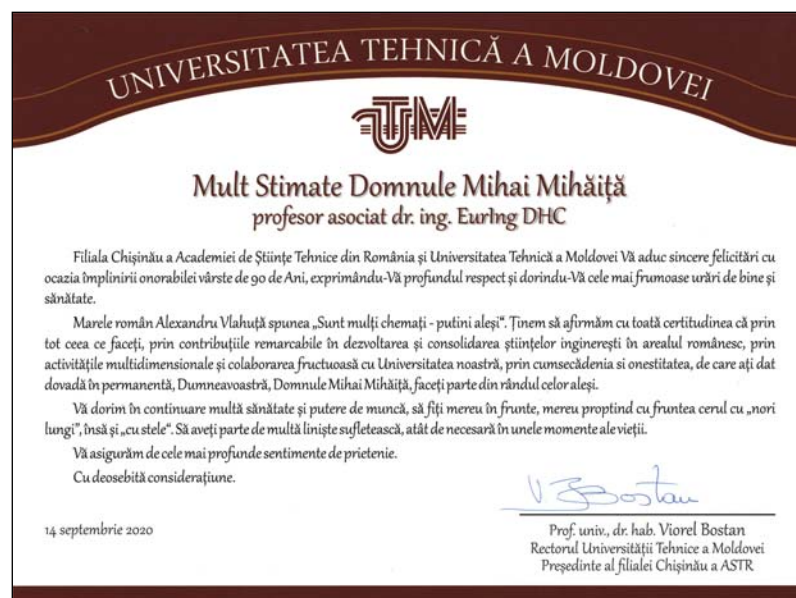 UNIVERSITATEA TEHNICĂ A MOLDOVEI
UTM
Mult Stimate Domnule Mihai Mihăiță
profesor asociat dr. ing. EurIng DHC
Filiala Chișinău a Academiei de Științe Tehnice din România și Universitatea Tehnică a Moldovei Vă aduc sincere felicitări cu
ocazia împlinirii onorabilei vârste de 90 de Ani, exprimându-Vă profundul respect și dorindu-Vă cele mai frumoase urări de bine și
sănătate.
Marele român Alexandru Vlahuță spunea „Sunt mulți chemați - putini aleși“. Ținem să afirmăm cu toată certitudinea că prin
tot ceea ce faceți, prin contribuțiile remarcabile în dezvoltarea și consolidarea științelor inginerești în arealul românesc, prin
activitățile multidimensionale și colaborarea fructuoasă cu Universitatea noastră, prin cumsecădenia si onestitatea, de care ați dat
dovadă în permanentă, Dumneavoastră, Domnule Mihai Mihăiță, faceți parte din rândul celor aleși.
Vă dorim în continuare multă sănătate și putere de muncă, să fiți mereu în frunte, mereu proptind cu fruntea cerul cu „nori
lungi”, însă și „cu stele“. Să aveți parte de multă liniște sufletească, atât de necesară în unele momente ale vieții.
Vă asigurăm de cele mai profunde sentimente de prietenie.
Cu deosebită considerațiune.
V. Bostan
14 septembrie 2020
Prof. univ., dr. hab. Viorel Bostan
Rectorul Universității Tehnice a Moldovei
Președinte al filialei Chișinău a ASTR